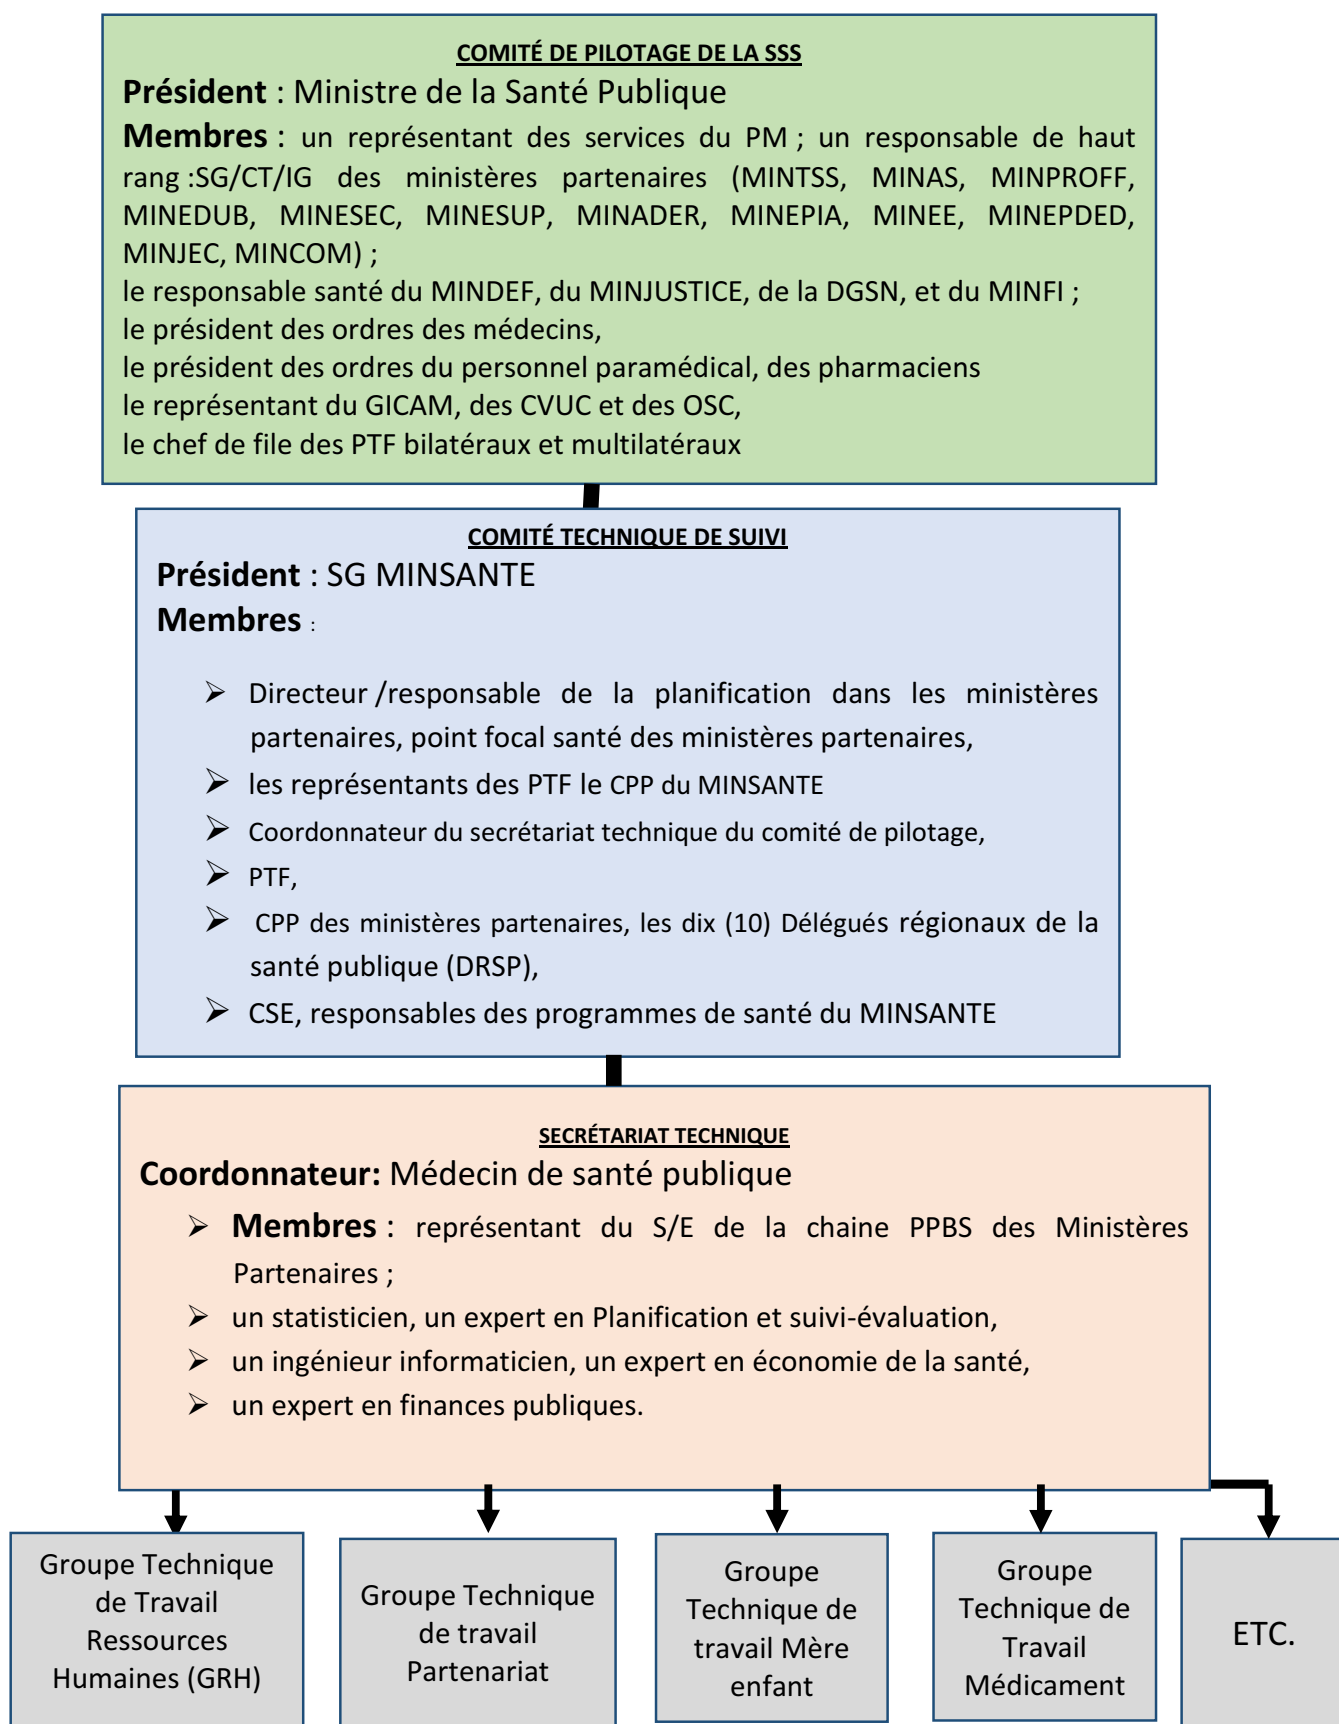 COMITÉ DE PILOTAGE DE LA SSS
Président : Ministre de la Santé Publique
Membres : un représentant des services du PM ; un responsable de haut
rang :SG/CT/IG des ministères partenaires (MINTSS, MINAS, MINPROFF,
MINEDUB, MINESEC, MINESUP, MINADER, MINEPIA, MINEE, MINEPDED,
MINJEC, MINCOM) ;
le responsable santé du MINDEF, du MINJUSTICE, de la DGSN, et du MINFI ;
le président des ordres des médecins,
le président des ordres du personnel paramédical, des pharmaciens
le représentant du GICAM, des CVUC et des OSC,
le chef de file des PTF bilatéraux et multilatéraux
COMITÉ TECHNIQUE DE SUIVI
Président : SG MINSANTE
Membres :
➢ Directeur /responsable de la planification dans les ministères
partenaires, point focal santé des ministères partenaires,
➢ les représentants des PTF le CPP du MINSANTE
➢ Coordonnateur du secrétariat technique du comité de pilotage,
➢ PTF,
➢ CPP des ministères partenaires, les dix (10) Délégués régionaux de la
santé publique (DRSP),
➢ CSE, responsables des programmes de santé du MINSANTE
SECRÉTARIAT TECHNIQUE
Coordonnateur: Médecin de santé publique
➢ Membres : représentant du S/E de la chaine PPBS des Ministères
Partenaires ;
➢ un statisticien, un expert en Planification et suivi-évaluation,
➢ un ingénieur informaticien, un expert en économie de la santé,
➢ un expert en finances publiques.
Groupe Technique
de Travail
Ressources
Humaines (GRH)
Groupe Technique
de travail
Partenariat
Groupe
Technique de
travail Mère
enfant
Groupe
Technique de
Travail
Médicament
ETC.